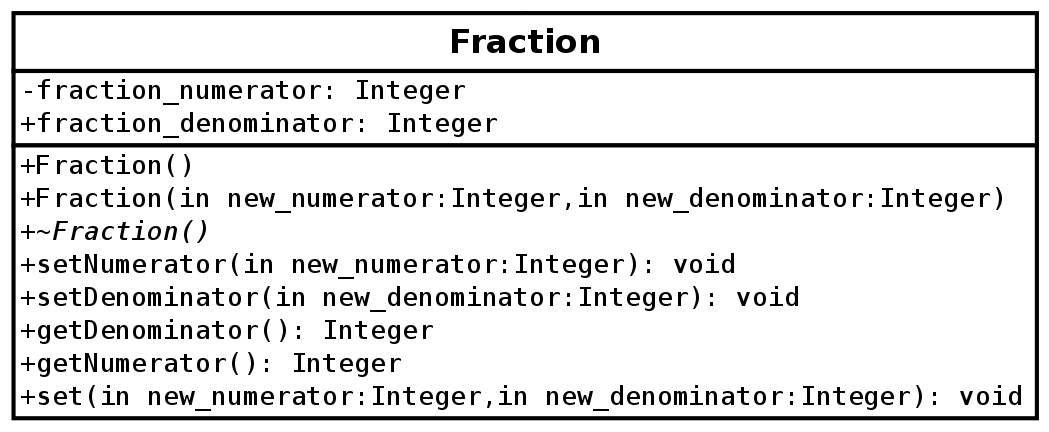 Fraction
-fraction_numerator: Integer
+fraction_denominator: Integer
+Fraction()
+Fraction(in new_numerator:Integer,in new_denominator:Integer)
+~Fraction()
+setNumerator(in new_numerator:Integer): void
+setDenominator(in new_denominator:Integer): void
+getDenominator(): Integer
+getNumerator(): Integer
+set(in new_numerator:Integer,in new_denominator:Integer): void